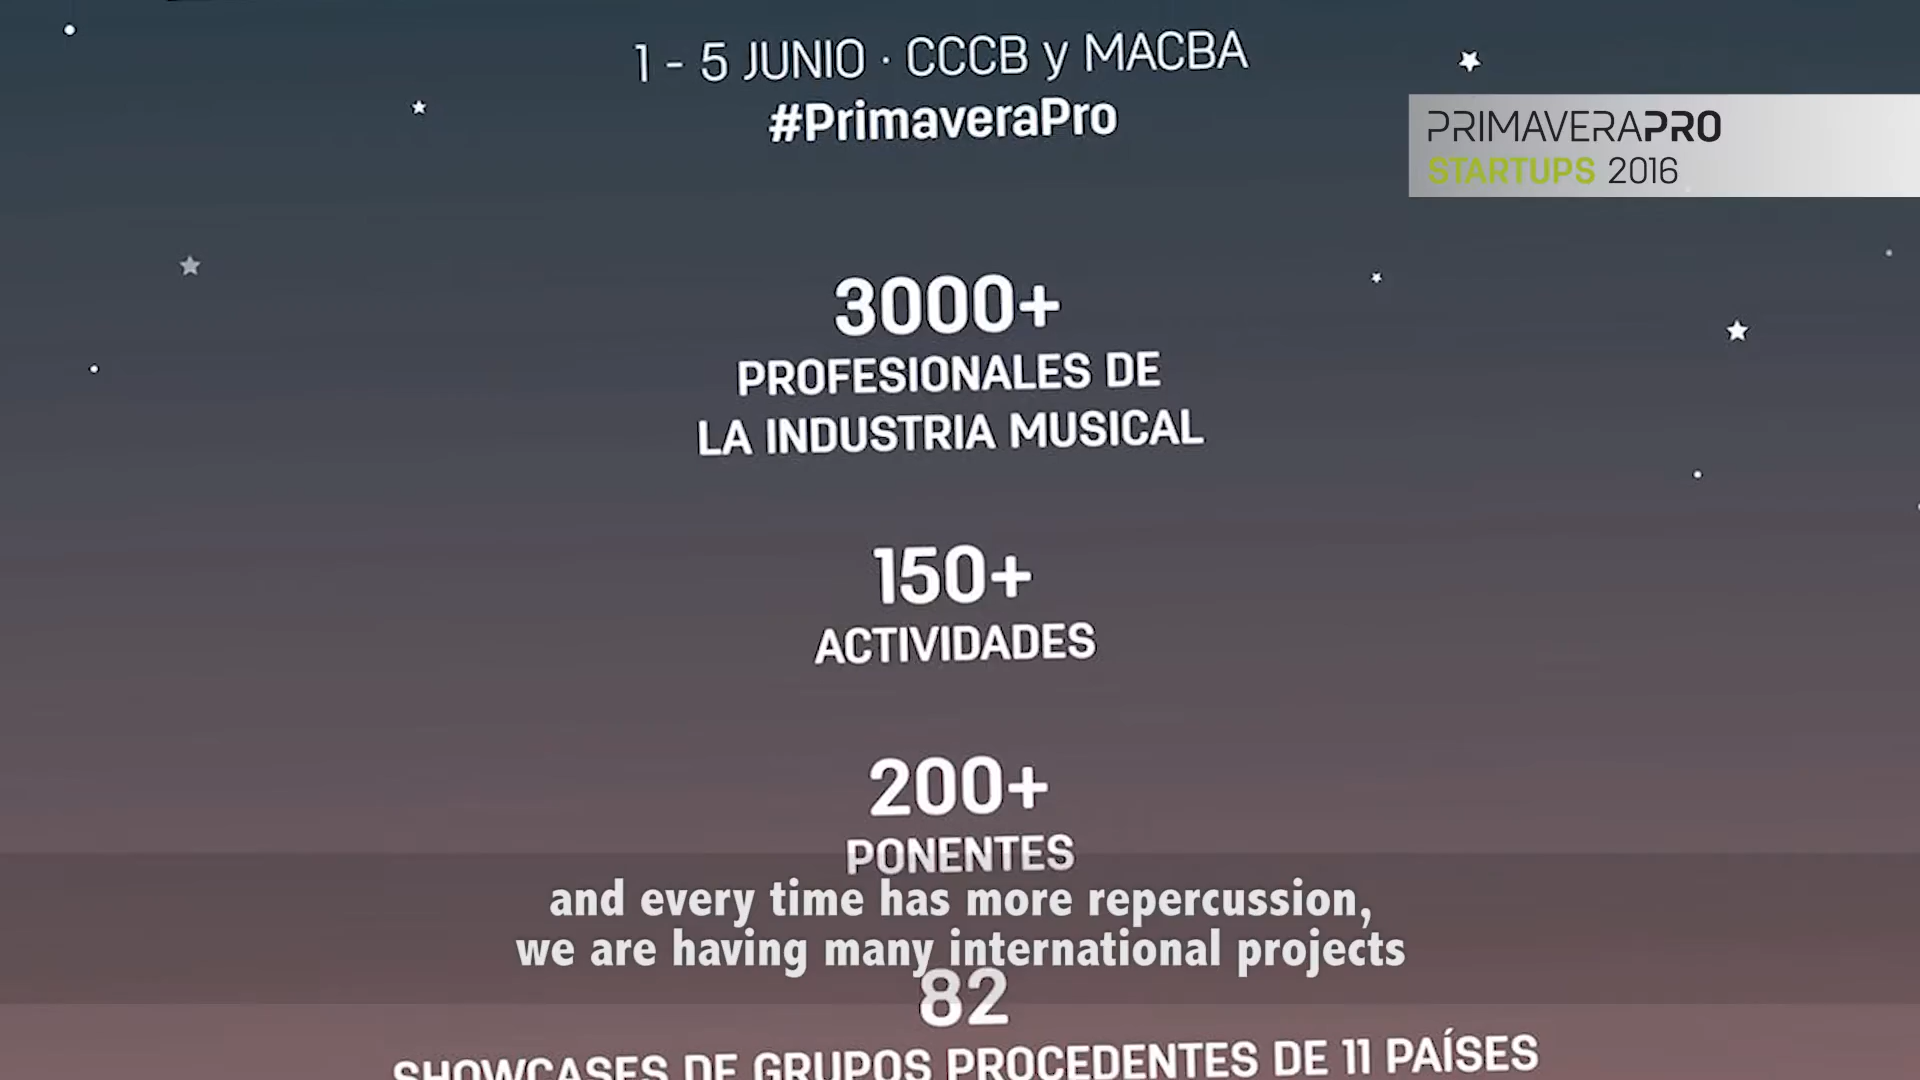 1 - 5 JUNIO · CCCB y MACBA
#PrimaveraPro
PRIMAVERAPRO
STARTUPS 2016
3000+
PROFESIONALES DE
LA INDUSTRIA MUSICAL
150+
ACTIVIDADES
200+
PONENTES
and every time has more repercussion,
we are having many international projects
82
SHOWCASES DE GRUPOS PROCEDENTES DE 11 PAÍSES